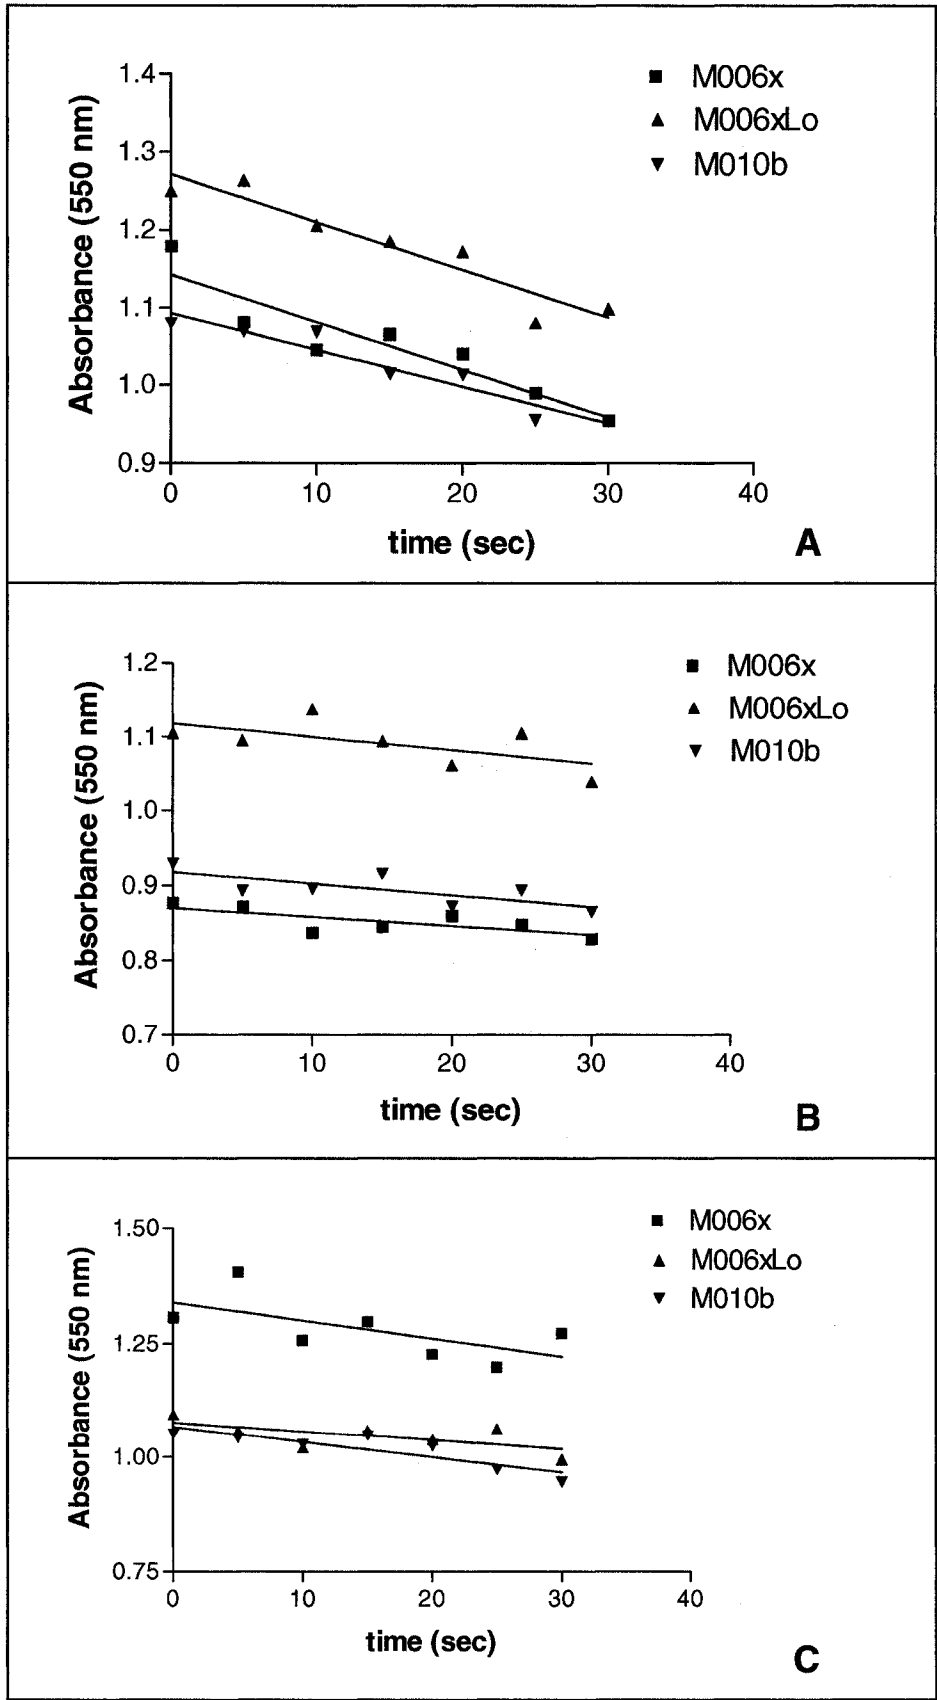 M006x
M006xLo
M010b
Absorbance (550 nm)
1.4
1.3
1.2
1.1
1.0
0.9
0
10
20
30
40
time (sec)
A
M006x
M006xLo
M010b
Absorbance (550 nm)
1.2
1.1
1.0
0.9
0.8
0.7
0
10
20
30
40
time (sec)
B
M006x
M006xLo
M010b
Absorbance (550 nm)
1.50
1.25
1.00
0.75
0
10
20
30
40
time (sec)
C